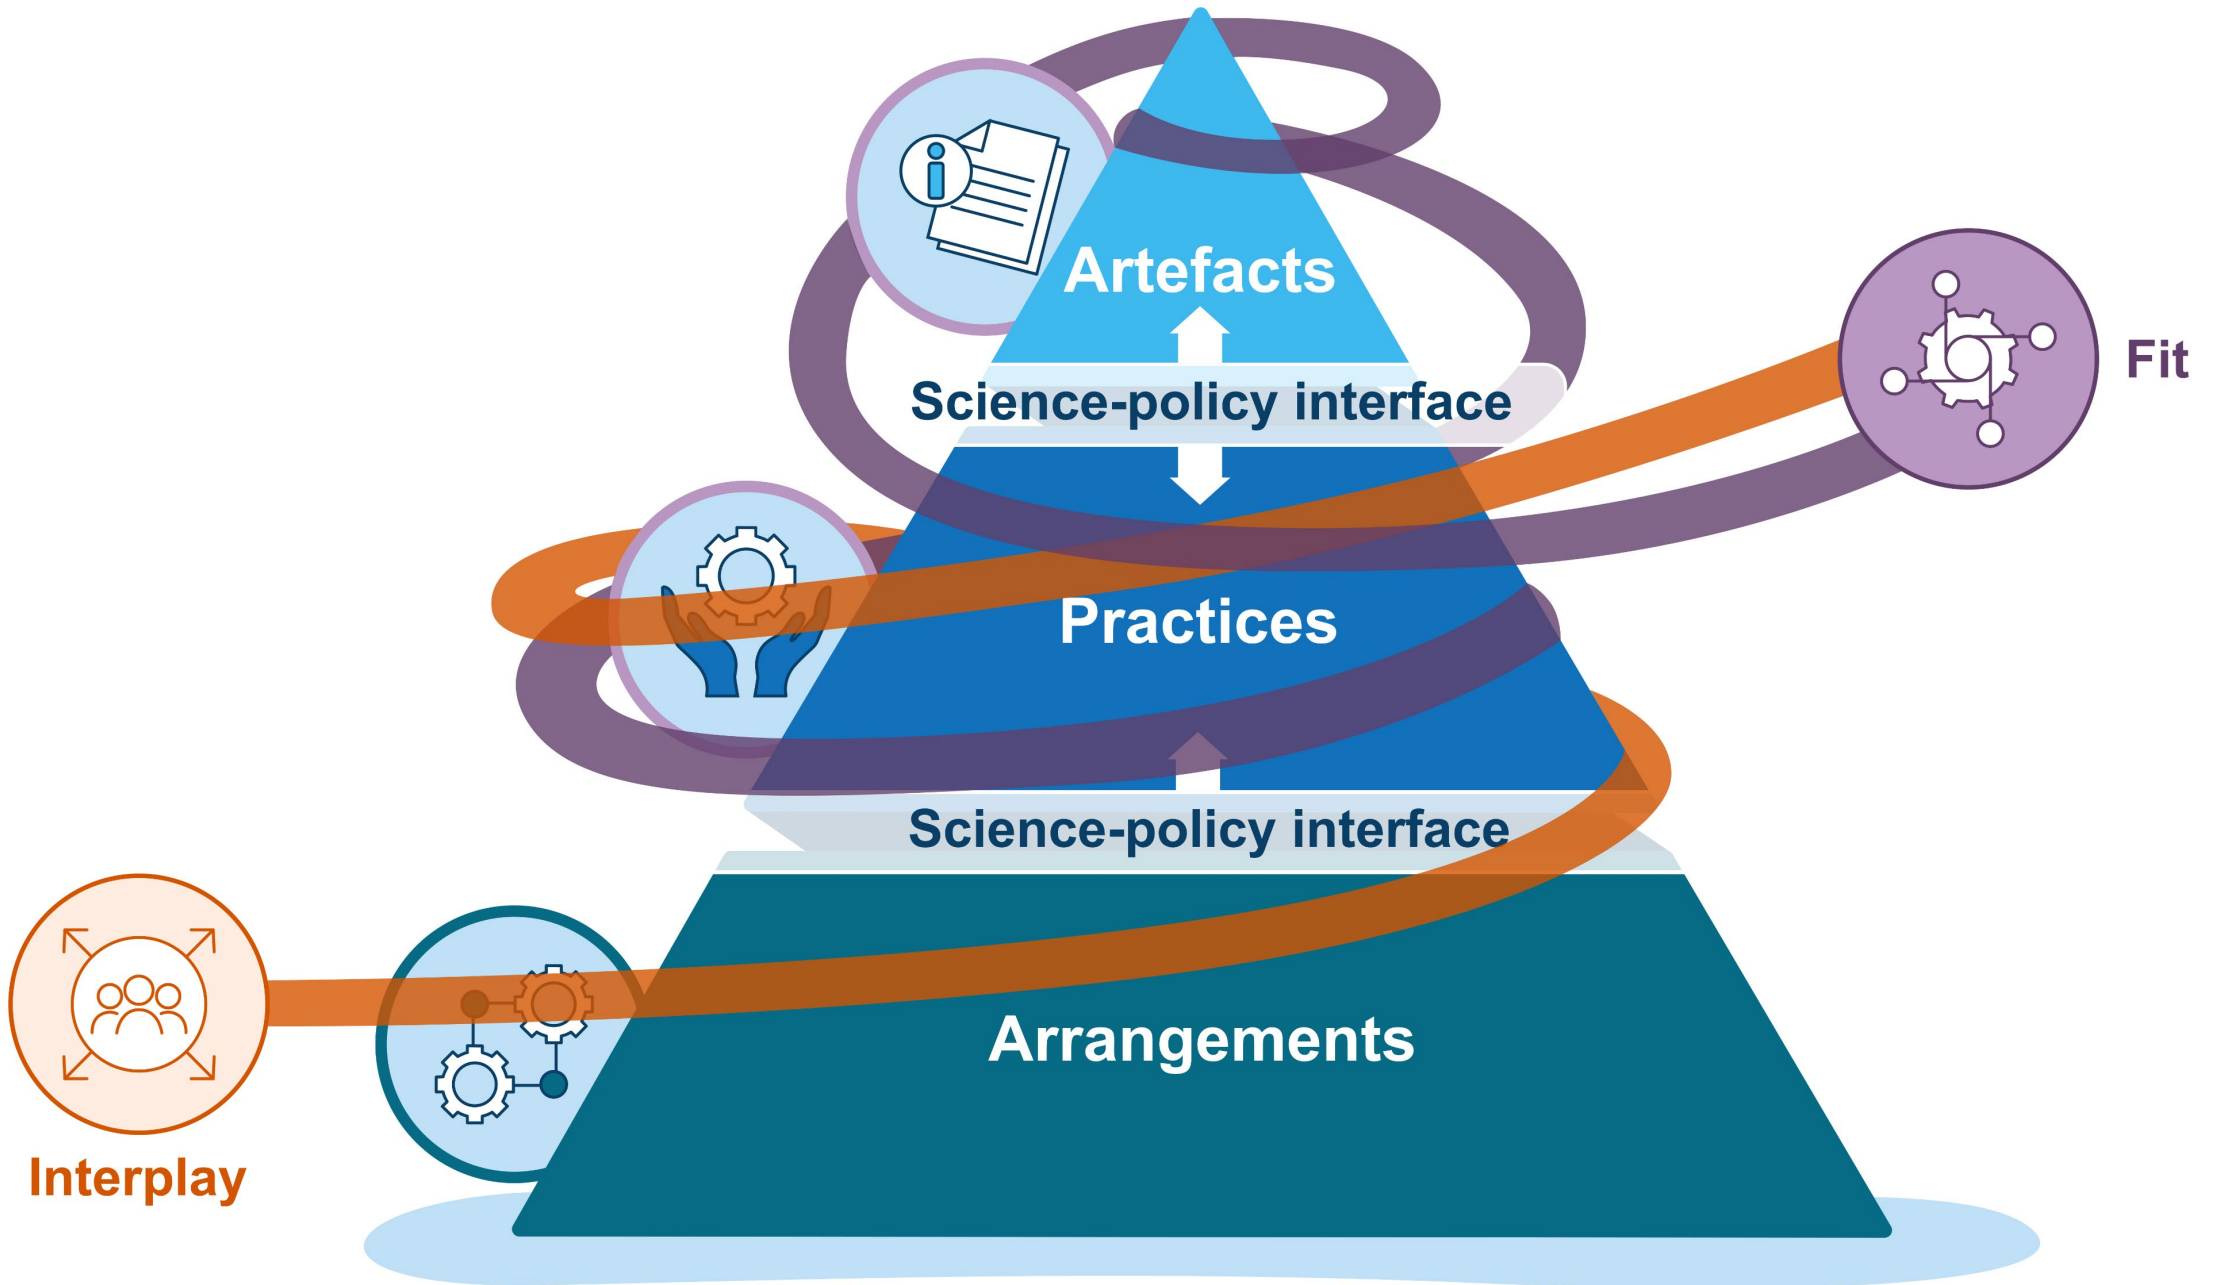 Artefacts
Science-policy interface
Fit
Practices
Science-policy interface
Arrangements
Interplay